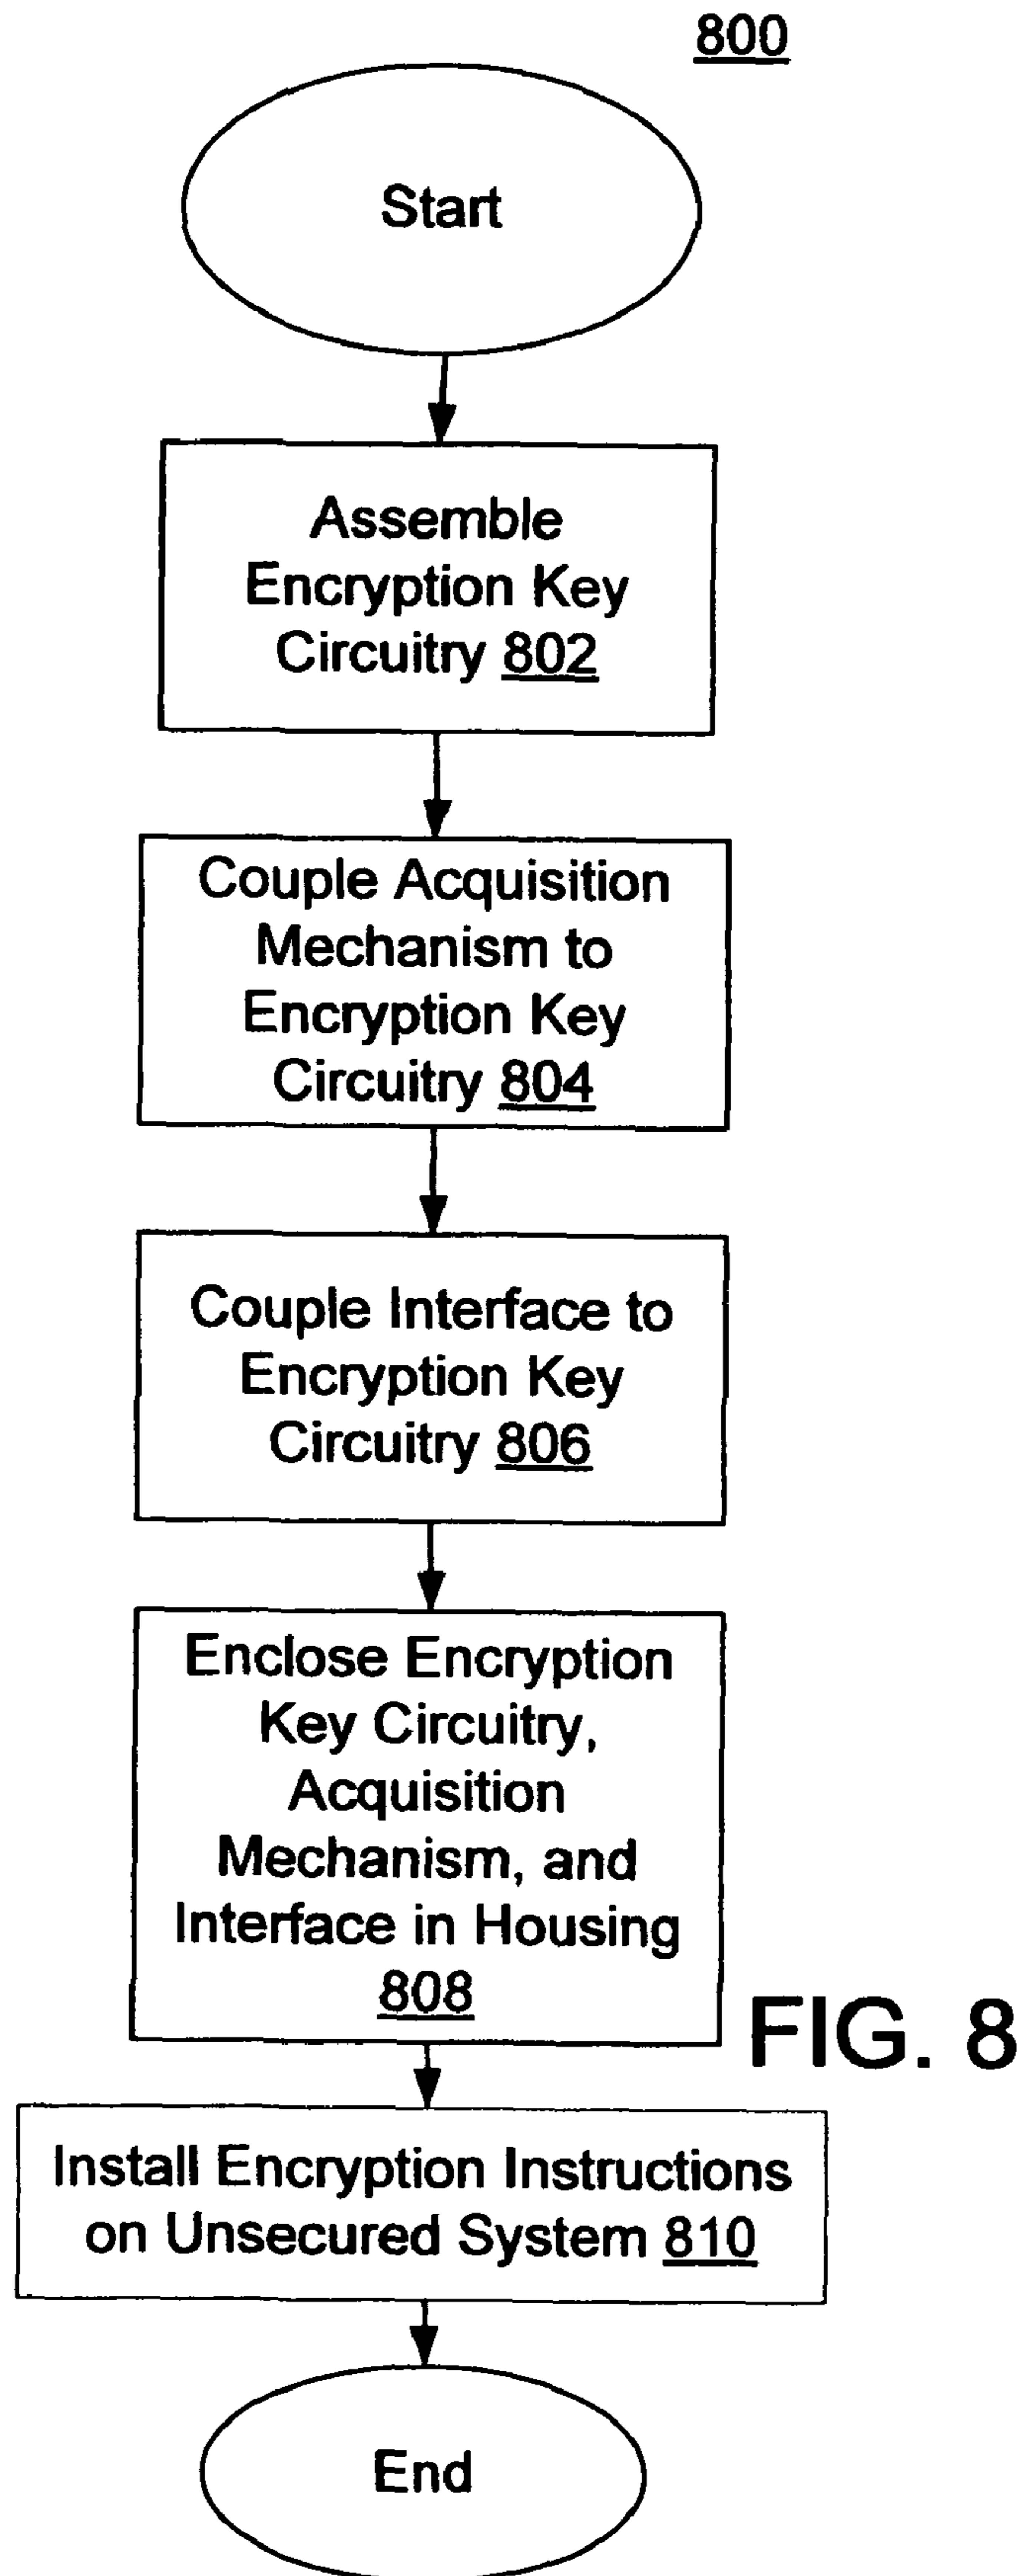 800
Start
Assemble
Encryption Key
Circuitry 802
Couple Acquisition
Mechanism to
Encryption Key
Circuitry 804
Couple Interface to
Encryption Key
Circuitry 806
Enclose Encryption
Key Circuitry,
Acquisition
Mechanism, and
Interface in Housing
808
FIG. 8
Install Encryption Instructions
on Unsecured System 810
End